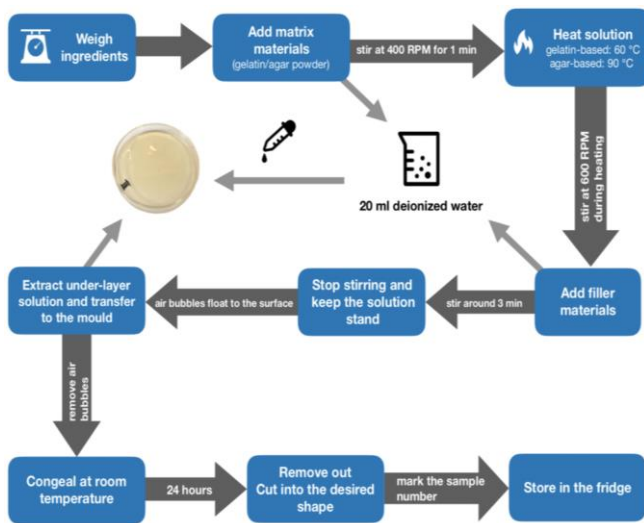 Weigh
ingredients
Add matrix
materials
(gelatin/agar powder)
stir at 400 RPM for 1 min
Heat solution
gelatin-based: 60 °C
agar-based: 90 °C
stir at 600 RPM
during heating
20 ml deionized water
Extract under-layer
solution and transfer
to the mould
air bubbles float to the surface
Stop stirring and
keep the solution
stand
stir around 3 min
Add filler
materials
remove air
bubbles
Congeal at room
temperature
24 hours
Remove out
Cut into the desired
shape
mark the sample
number
Store in the fridge